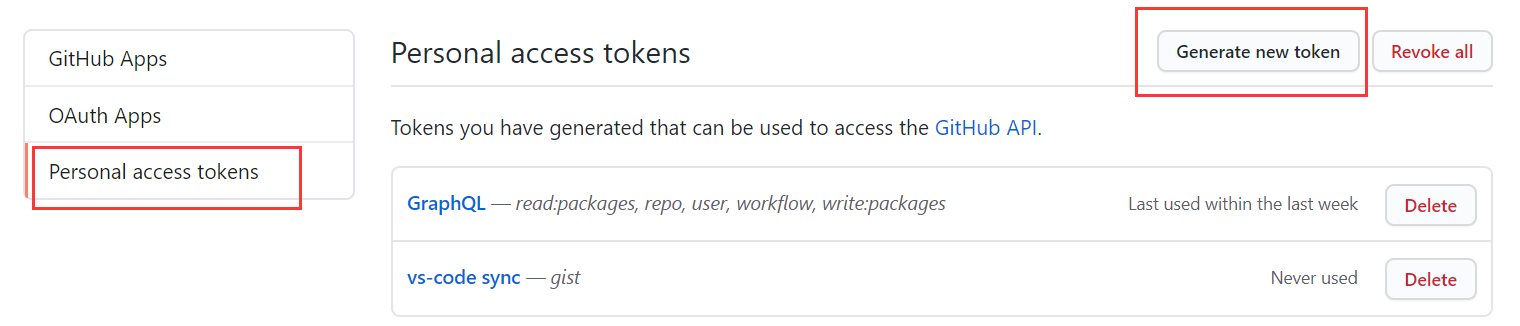 GitHub Apps
OAuth Apps
Personal access tokens
Personal access tokens
Generate new token
Revoke all
Tokens you have generated that can be used to access the GitHub API.
GraphQL — read:packages, repo, user, workflow, write:packages
Last used within the last week
Delete
vs-code sync — gist
Never used
Delete